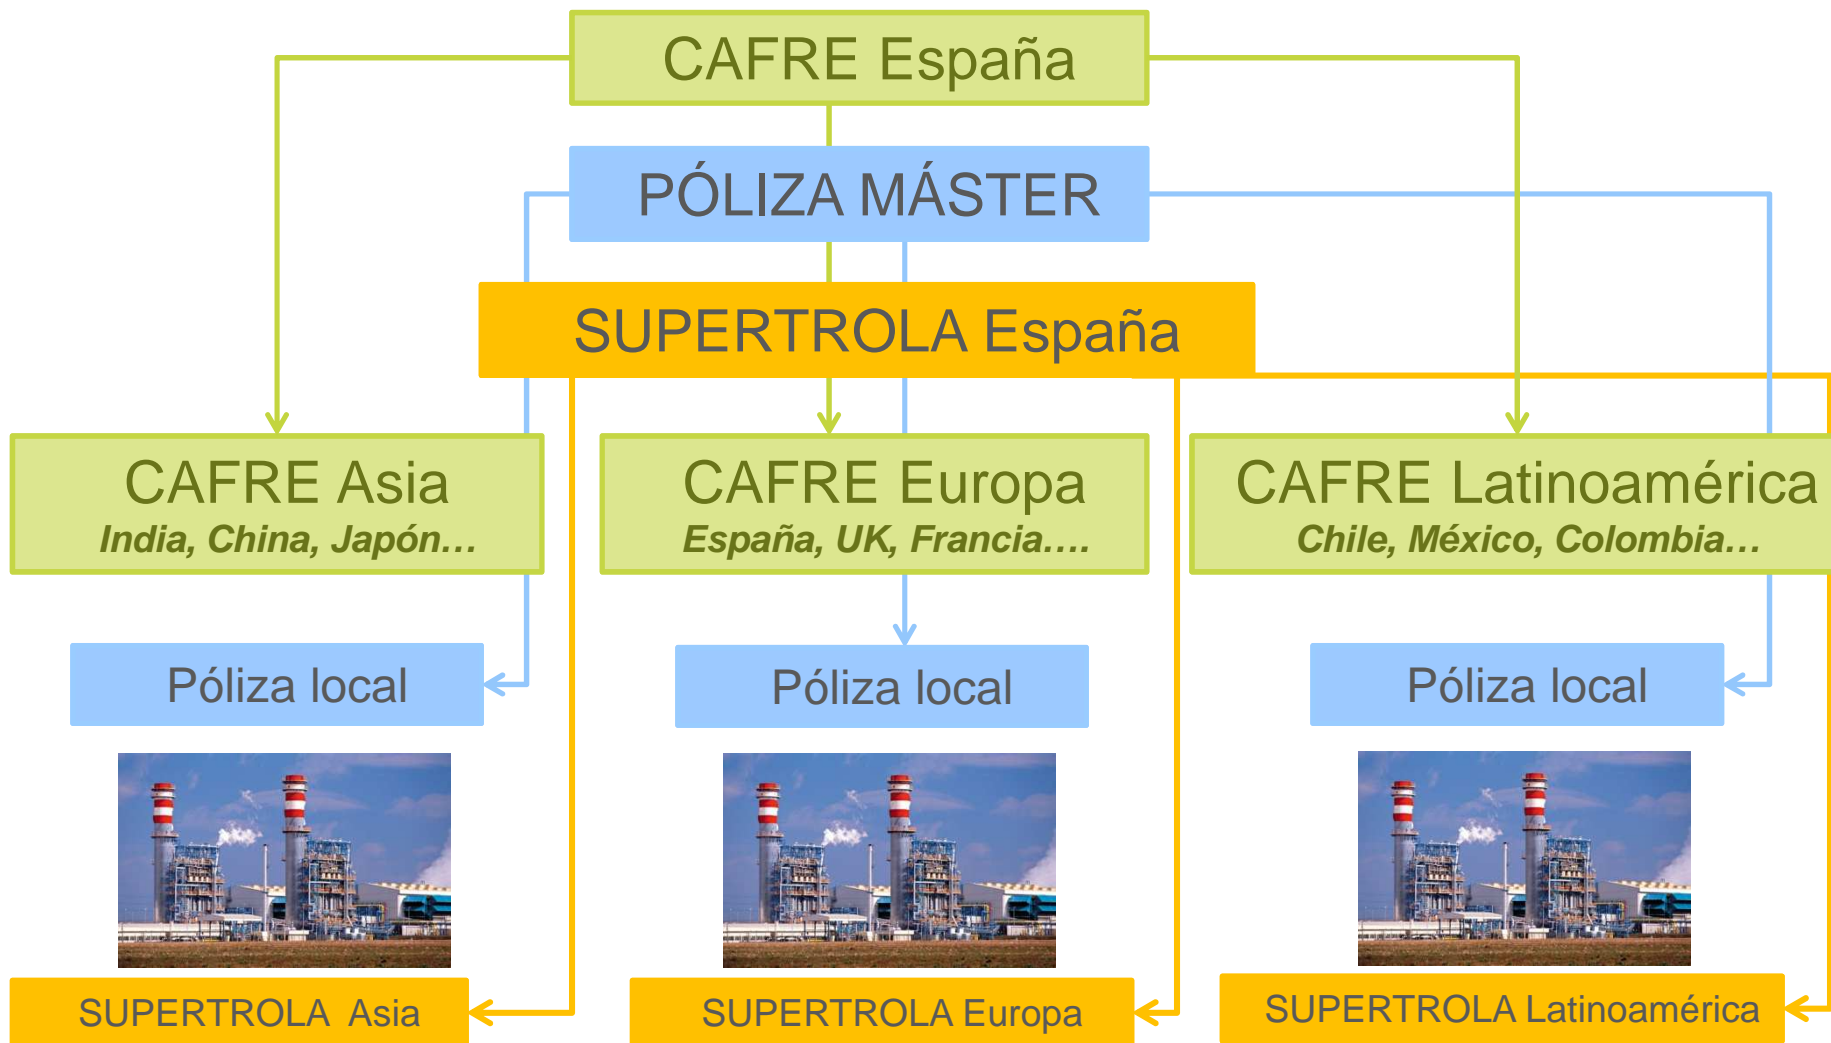 CAFRE España
PÓLIZA MÁSTER
SUPERTROLA España
CAFRE Asia
India, China, Japón…
CAFRE Europa
España, UK, Francia….
CAFRE Latinoamérica
Chile, México, Colombia…
Póliza local
Póliza local
Póliza local
SUPERTROLA Asia
SUPERTROLA Europa
SUPERTROLA Latinoamérica